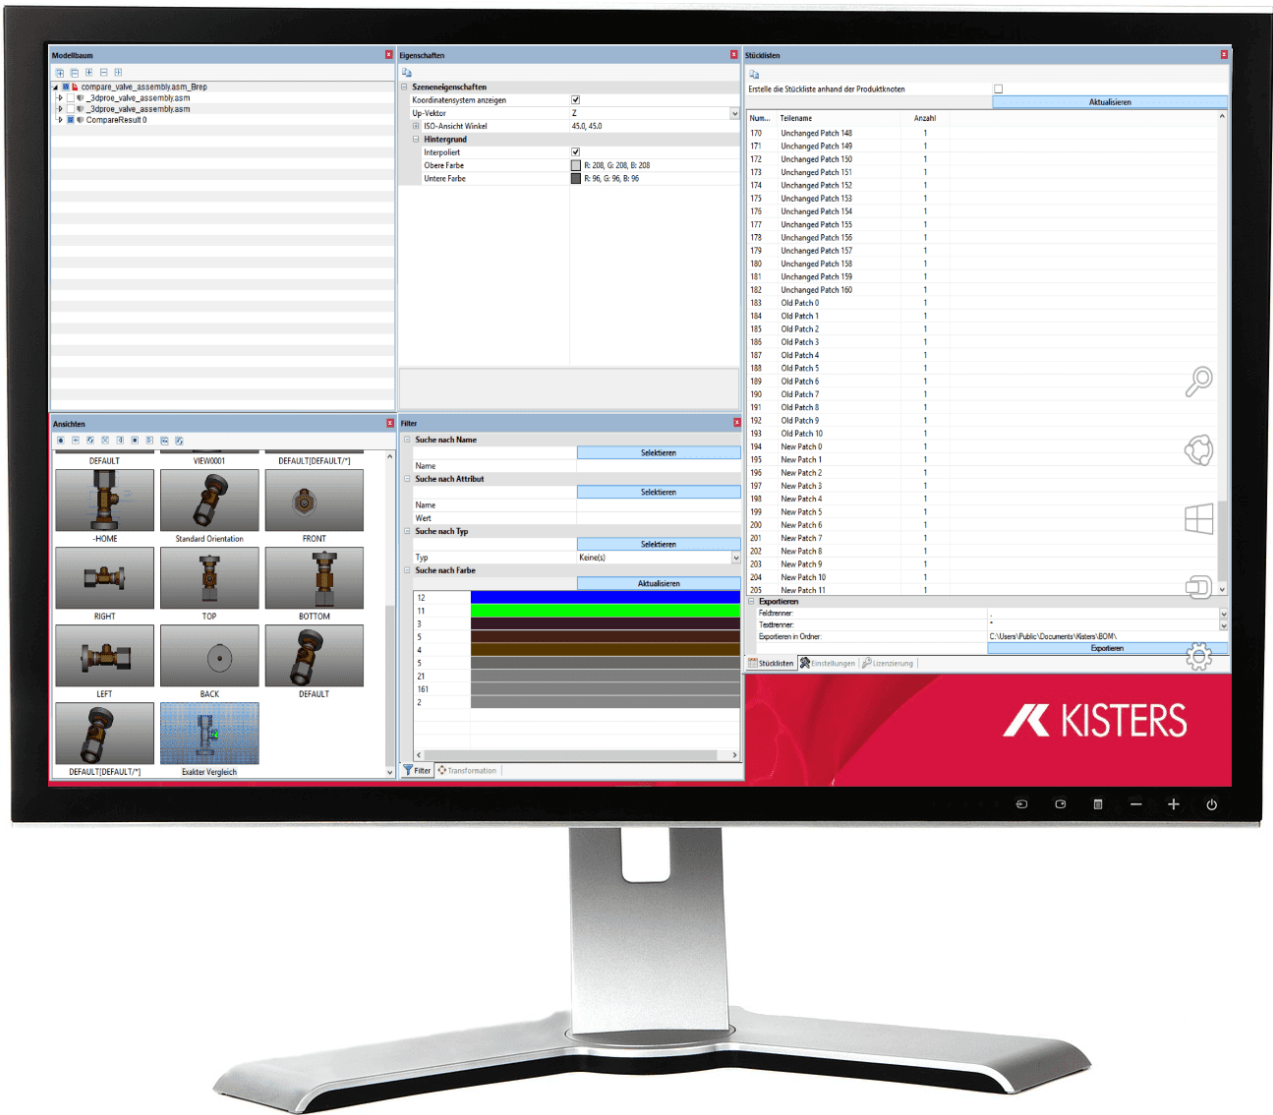 Modellbaum
compare_valve_assembly.asm_Brep
_3dproe_valve_assembly.asm
_3dproe_valve_assembly.asm
CompareResult 0
Eigenschaften
Szeneneigenschaften
Koordinatensystem anzeigen
Up-Vektor Z
ISO-Ansicht Winkel 45.0, 45.0
Hintergrund
Interpoliert
Obere Farbe R: 208, G: 208, B: 208
Untere Farbe R: 96, G: 96, B: 96
Stücklisten
Erstelle die Stückliste anhand der Produktknoten
Aktualisieren
Num... Teilename Anzahl
170 Unchanged Patch 148 1
171 Unchanged Patch 149 1
172 Unchanged Patch 150 1
173 Unchanged Patch 151 1
174 Unchanged Patch 152 1
175 Unchanged Patch 153 1
176 Unchanged Patch 154 1
177 Unchanged Patch 155 1
178 Unchanged Patch 156 1
179 Unchanged Patch 157 1
180 Unchanged Patch 158 1
181 Unchanged Patch 159 1
182 Unchanged Patch 160 1
183 Old Patch 0 1
184 Old Patch 1 1
185 Old Patch 2 1
186 Old Patch 3 1
187 Old Patch 4 1
188 Old Patch 5 1
189 Old Patch 6 1
190 Old Patch 7 1
191 Old Patch 8 1
192 Old Patch 9 1
193 Old Patch 10 1
194 New Patch 0 1
195 New Patch 1 1
196 New Patch 2 1
197 New Patch 3 1
198 New Patch 4 1
199 New Patch 5 1
200 New Patch 6 1
201 New Patch 7 1
202 New Patch 8 1
203 New Patch 9 1
204 New Patch 10 1
205 New Patch 11 1
Exportieren
Feldtrenner: ,
Texttrenner: "
Exportieren in Ordner: C:\Users\Public\Documents\Kisters\BOM\
Exportieren
Stücklisten Einstellungen Lizenzierung
Ansichten
DEFAULT VIEW0001 DEFAULT[DEFAULT/*]
-HOME Standard Orientation FRONT
RIGHT TOP BOTTOM
LEFT BACK DEFAULT
DEFAULT[DEFAULT/*] Exakter Vergleich
Filter
Suche nach Name
Selektieren
Name
Suche nach Attribut
Selektieren
Name
Wert
Suche nach Typ
Selektieren
Typ Keine(s)
Suche nach Farbe
Aktualisieren
12
11
3
5
4
5
21
161
2
Filter Transformation
KISTERS